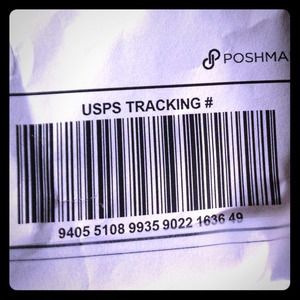 POSHMA
USPS TRACKING #
9405 5108 9935 9022 1636 49